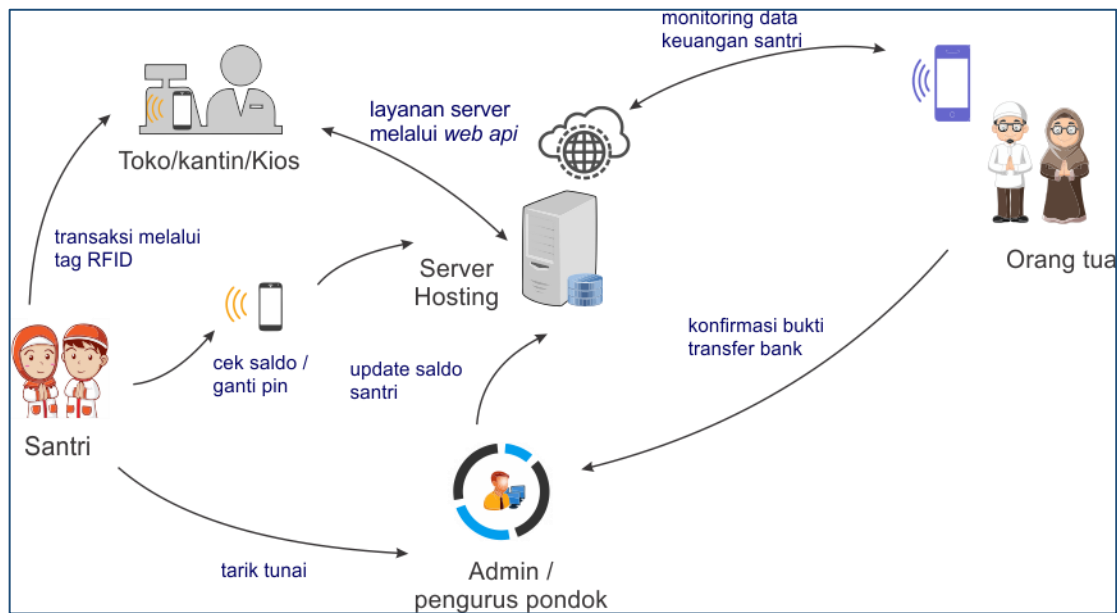 monitoring data
keuangan santri
layanan server
melalui web api
Toko/kantin/Kios
transaksi melalui
tag RFID
Server
Hosting
Orang tua
konfirmasi bukti
transfer bank
cek saldo /
ganti pin
update saldo
santri
Santri
tarik tunai
Admin /
pengurus pondok